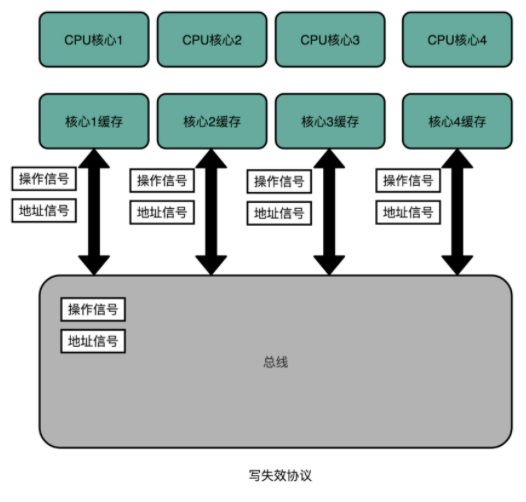 CPU核心1
CPU核心2
CPU核心3
CPU核心4
核心1缓存
核心2缓存
核心3缓存
核心4缓存
操作信号
地址信号
操作信号
地址信号
操作信号
地址信号
操作信号
地址信号
操作信号
地址信号
总线
写失效协议